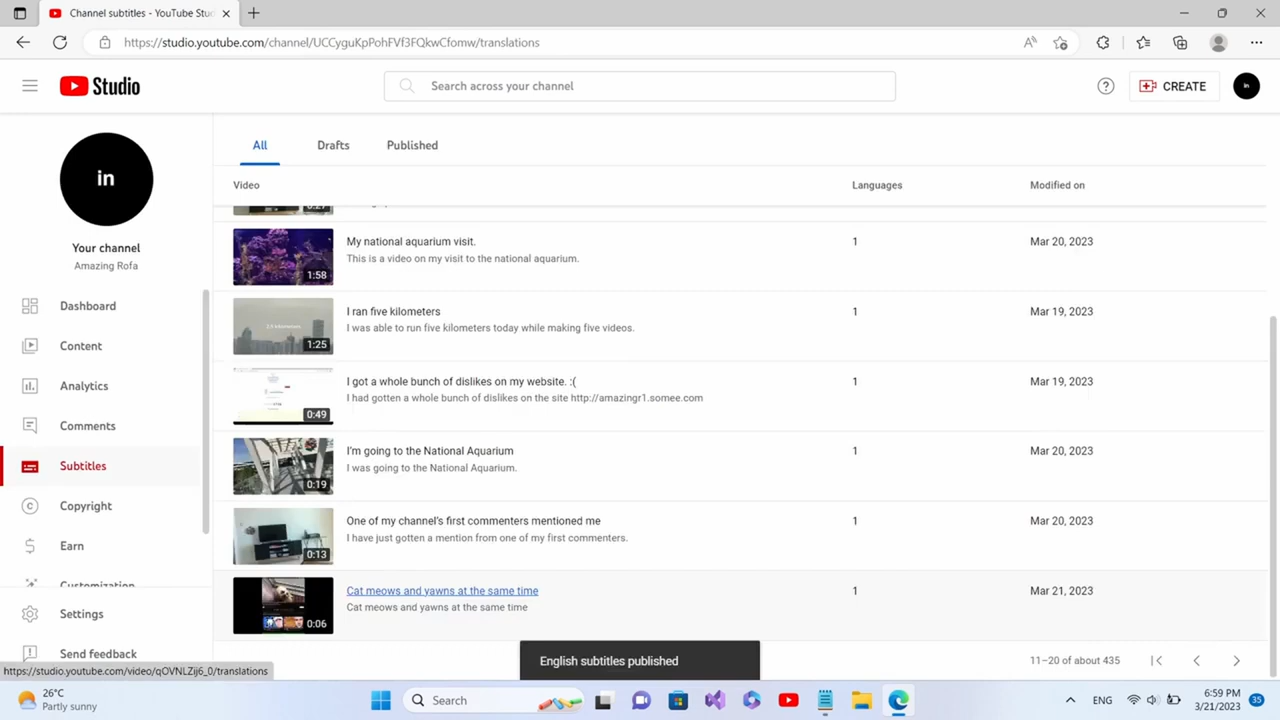 Channel subtitles - YouTube Stu
https://studio.youtube.com/channel/UCCyguKpPohFVf3FQkwCfomw/translations
Studio
Search across your channel
CREATE
in
in
Your channel
Amazing Rofa
Dashboard
Content
Analytics
Comments
Subtitles
Copyright
Earn
Customization
Settings
Send feedback
All Drafts Published
Video Languages Modified on
0:27
1:58
My national aquarium visit. 1 Mar 20, 2023
This is a video on my visit to the national aquarium.
1:25
I ran five kilometers 1 Mar 19, 2023
I was able to run five kilometers today while making five videos.
0:49
I got a whole bunch of dislikes on my website. :( 1 Mar 19, 2023
I had gotten a whole bunch of dislikes on the site http://amazingr1.somee.com
0:19
I'm going to the National Aquarium 1 Mar 20, 2023
I was going to the National Aquarium.
0:13
One of my channel's first commenters mentioned me 1 Mar 20, 2023
I have just gotten a mention from one of my first commenters.
0:06
Cat meows and yawns at the same time 1 Mar 21, 2023
Cat meows and yawns at the same time
English subtitles published
11–20 of about 435
https://studio.youtube.com/video/qOVNLZij6_0/translations
26°C
Partly sunny
Search
ENG
6:59 PM
3/21/2023
35